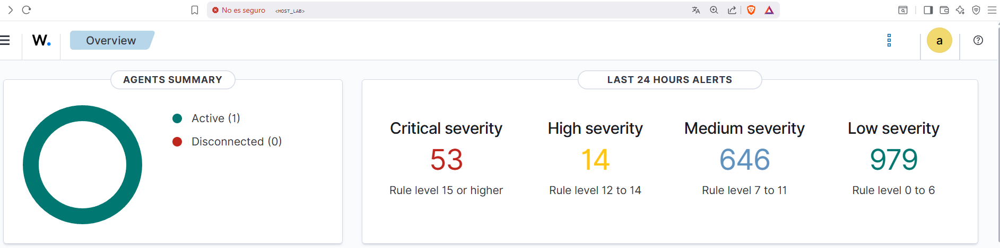 No es seguro <HOST_LAB>
W. Overview a
AGENTS SUMMARY
Active (1)
Disconnected (0)
LAST 24 HOURS ALERTS
Critical severity
53
Rule level 15 or higher
High severity
14
Rule level 12 to 14
Medium severity
646
Rule level 7 to 11
Low severity
979
Rule level 0 to 6